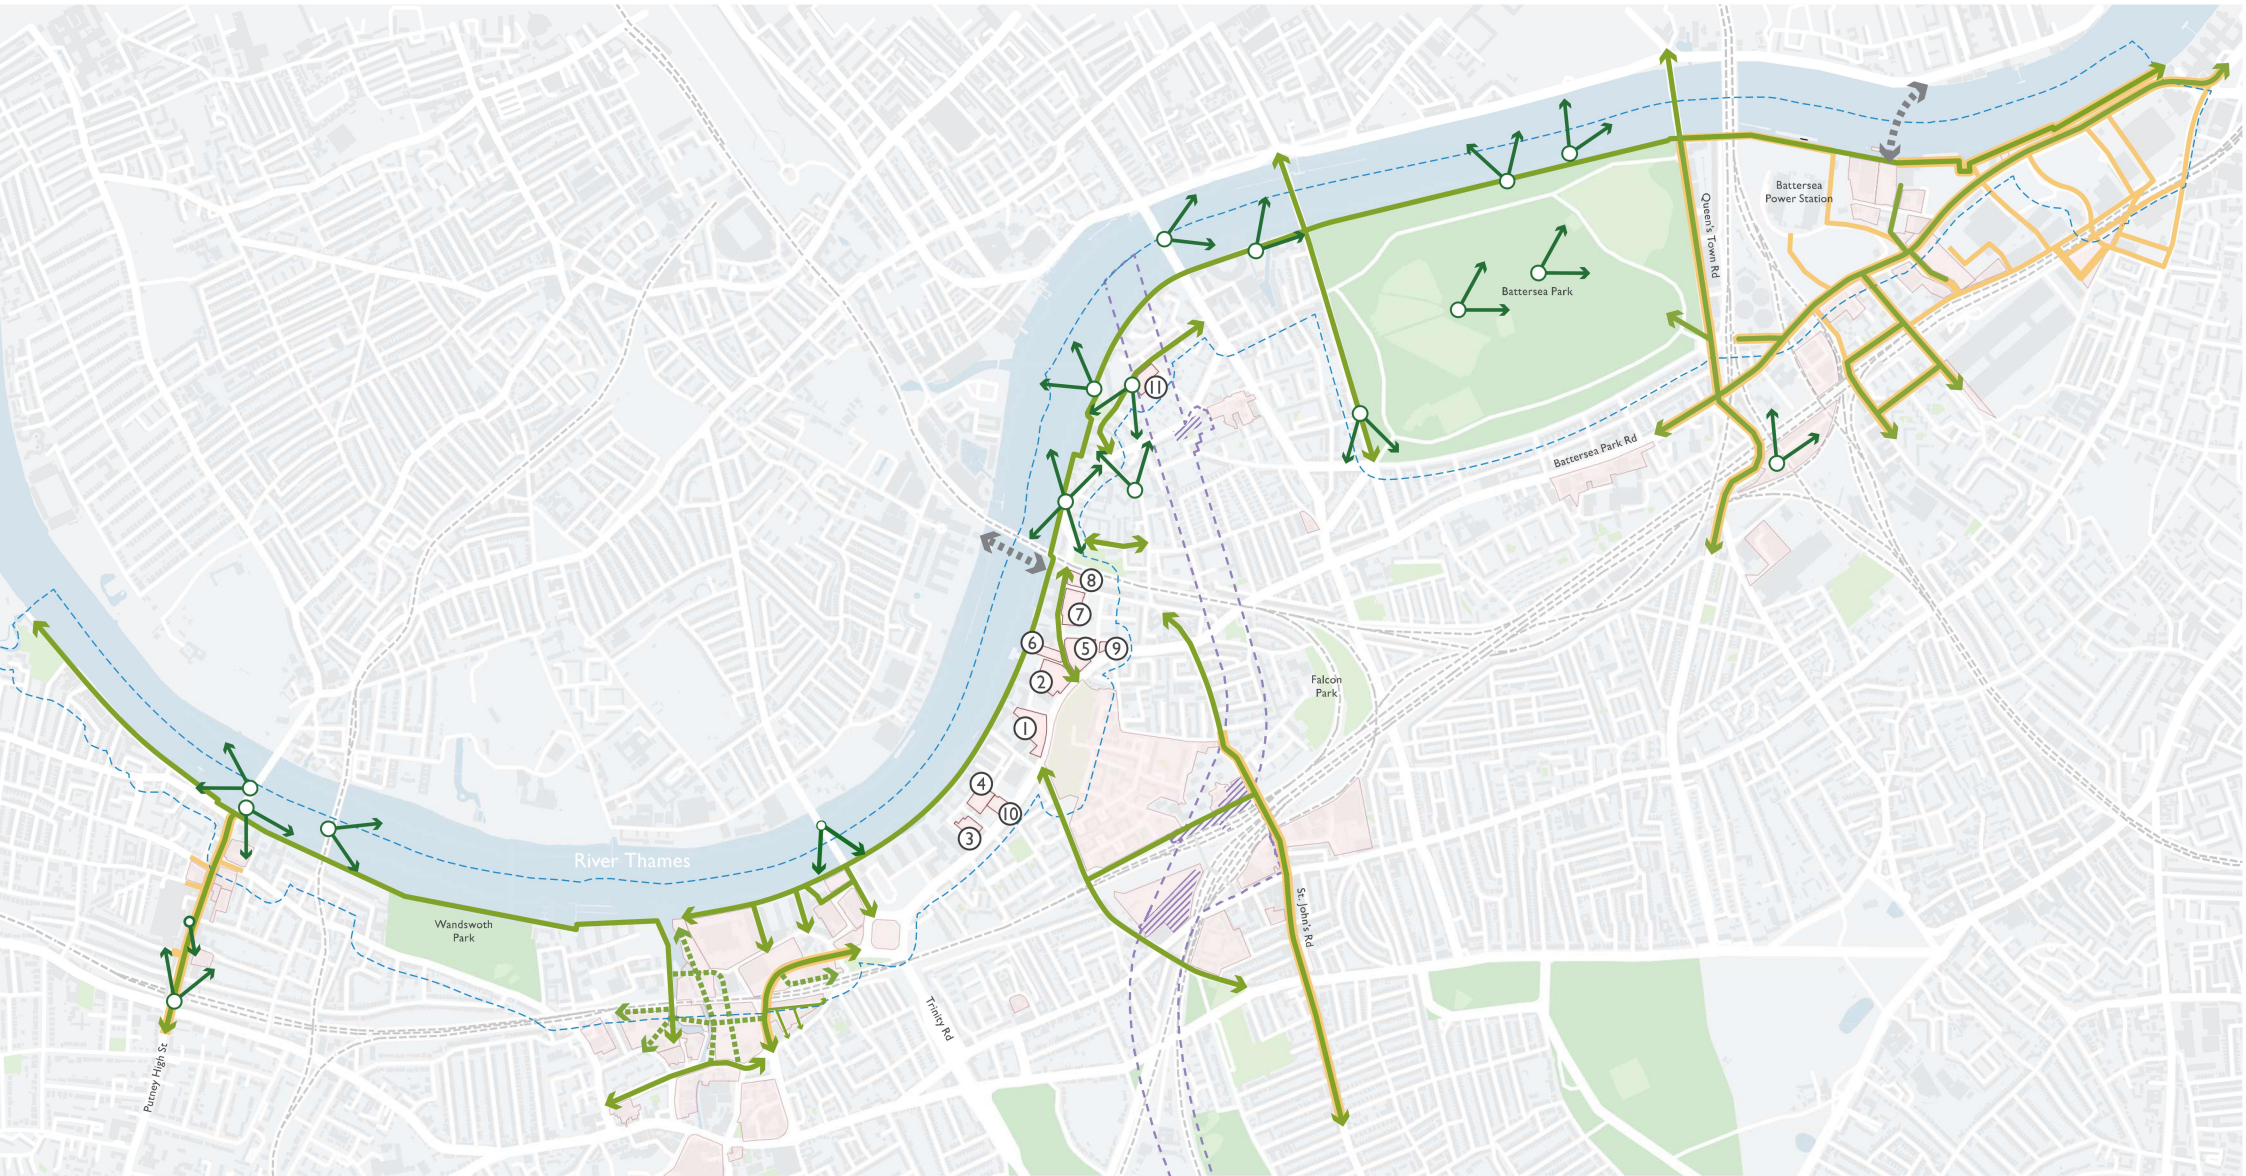 Battersea
Power Station
Queen's Town Rd
Battersea Park
11
Battersea Park Rd
8
7
6
5
9
2
Falcon
Park
1
4
10
3
River Thames
St. John's Rd
Wandswoth
Park
Trinity Rd
Putney High St